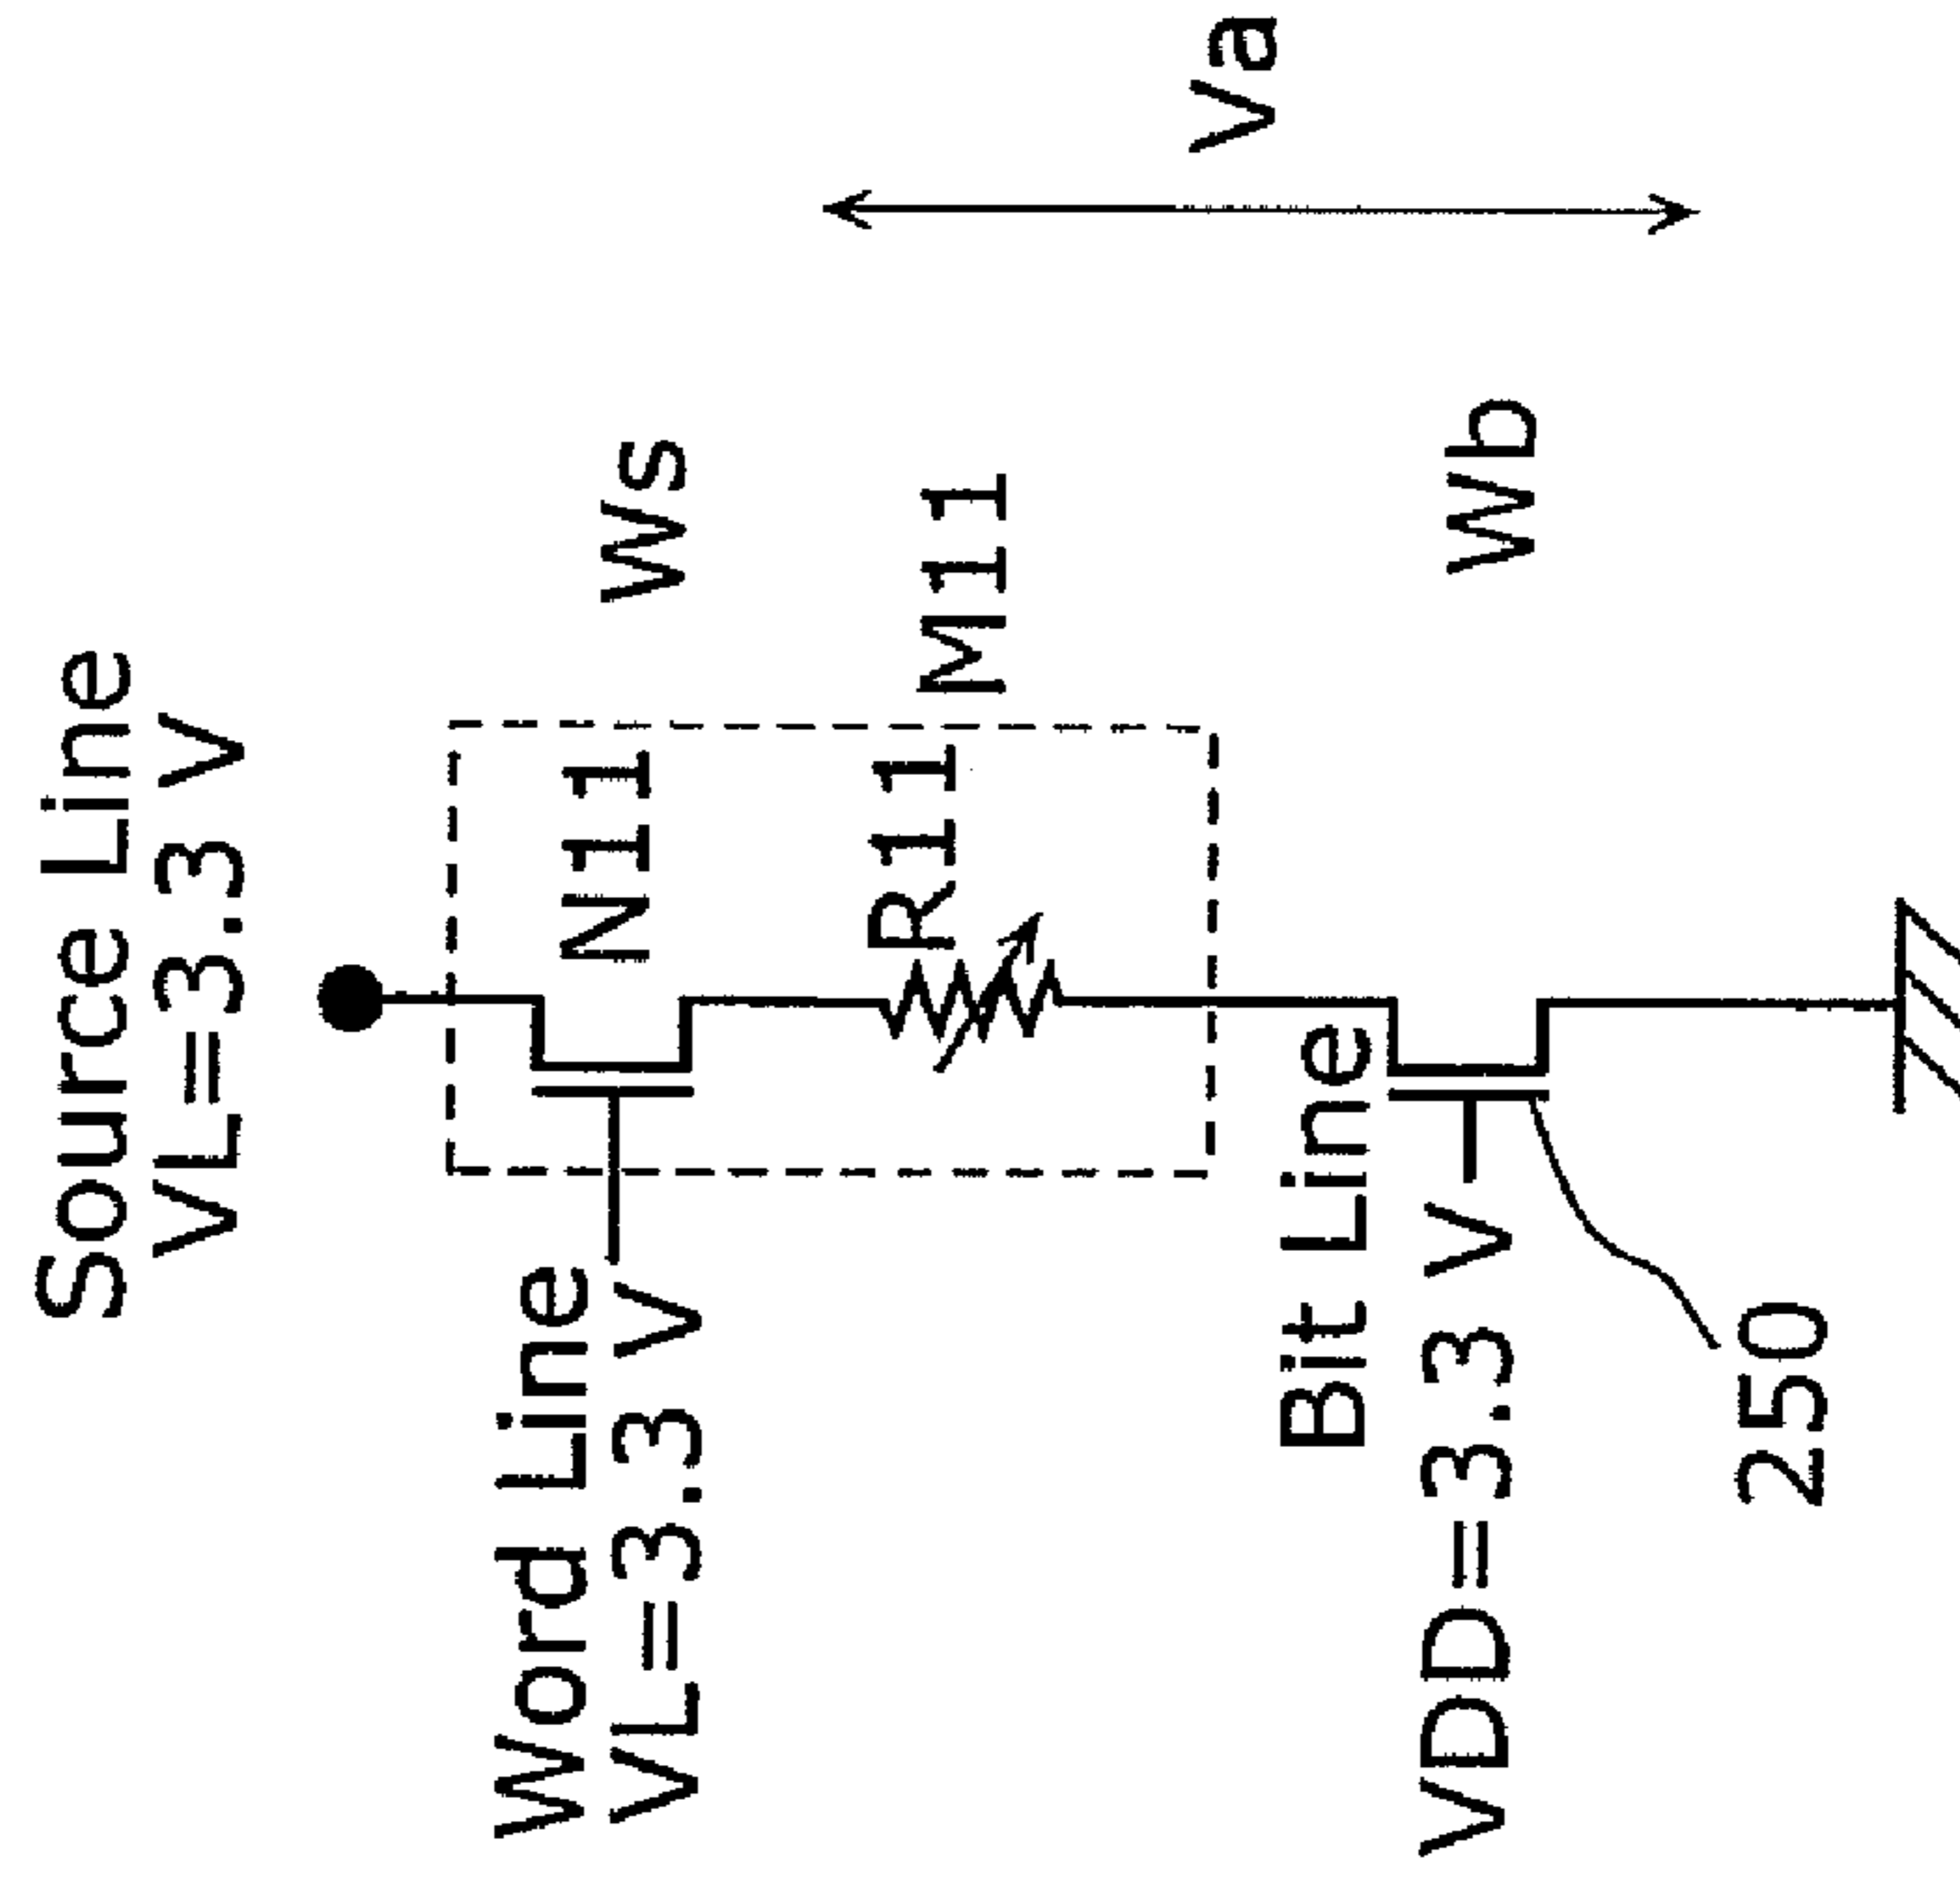 Source Line
VL=3.3 V
Word Line
VL=3.3 V
N11
Ws
R11
M11
Va
Bit Line
VDD=3.3 V
Wb
250